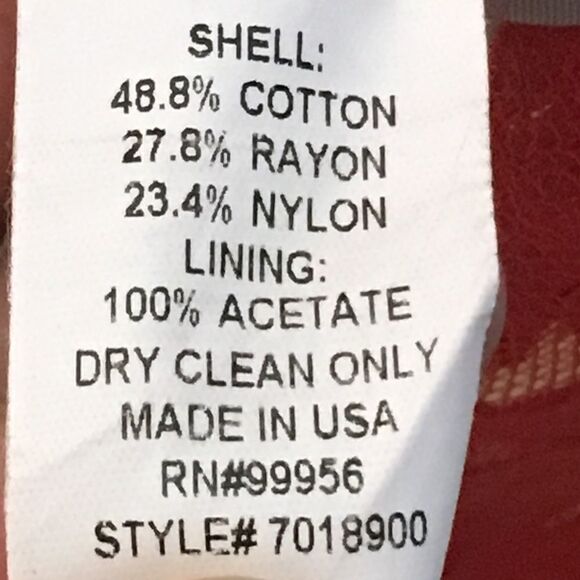 SHELL:
48.8% COTTON
27.8% RAYON
23.4% NYLON
LINING:
100% ACETATE
DRY CLEAN ONLY
MADE IN USA
RN#99956
STYLE# 7018900